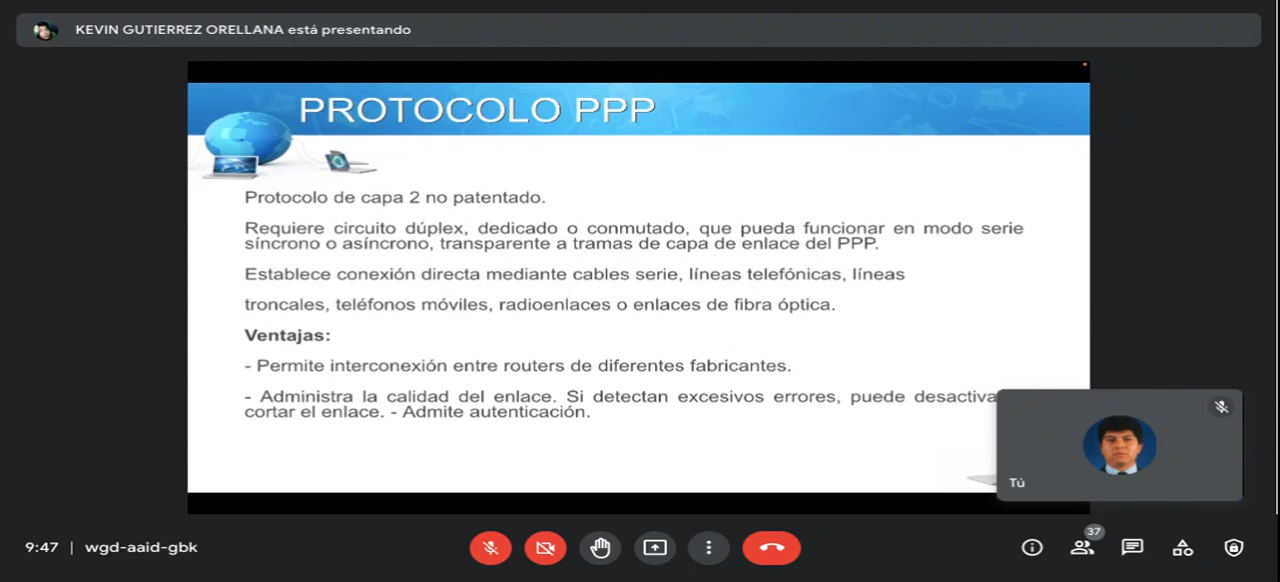 KEVIN GUTIERREZ ORELLANA está presentando
PROTOCOLO PPP
Protocolo de capa 2 no patentado.
Requiere circuito dúplex, dedicado o conmutado, que pueda funcionar en modo serie
síncrono o asíncrono, transparente a tramas de capa de enlace del PPP.
Establece conexión directa mediante cables serie, líneas telefónicas, líneas
troncales, teléfonos móviles, radioenlaces o enlaces de fibra óptica.
Ventajas:
- Permite interconexión entre routers de diferentes fabricantes.
- Administra la calidad del enlace. Si detectan excesivos errores, puede desactiva
cortar el enlace. - Admite autenticación.
Tú
9:47 | wgd-aaid-gbk
37